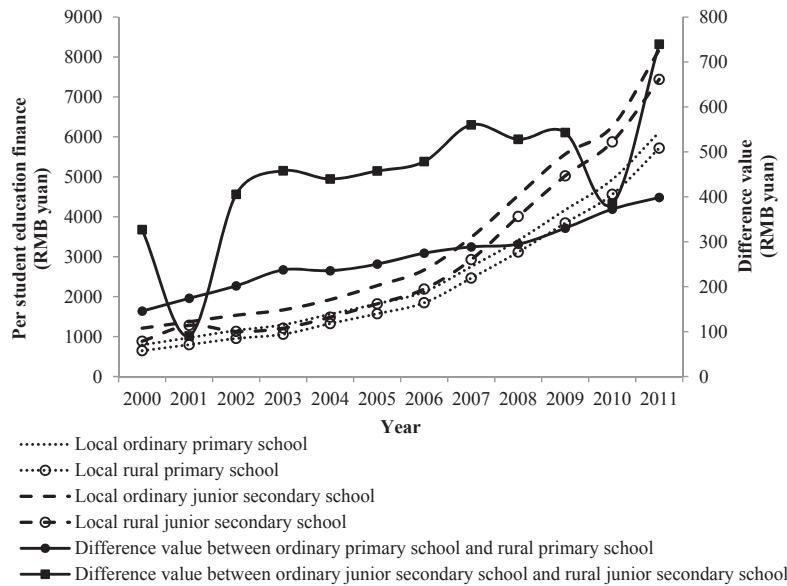 9000
8000
7000
6000
5000
4000
3000
2000
1000
0
Per student education finance
(RMB yuan)
800
700
600
500
400
300
200
100
0
Difference value
(RMB yuan)
2000 2001 2002 2003 2004 2005 2006 2007 2008 2009 2010 2011
Year
Local ordinary primary school
Local rural primary school
Local ordinary junior secondary school
Local rural junior secondary school
Difference value between ordinary primary school and rural primary school
Difference value between ordinary junior secondary school and rural junior secondary school